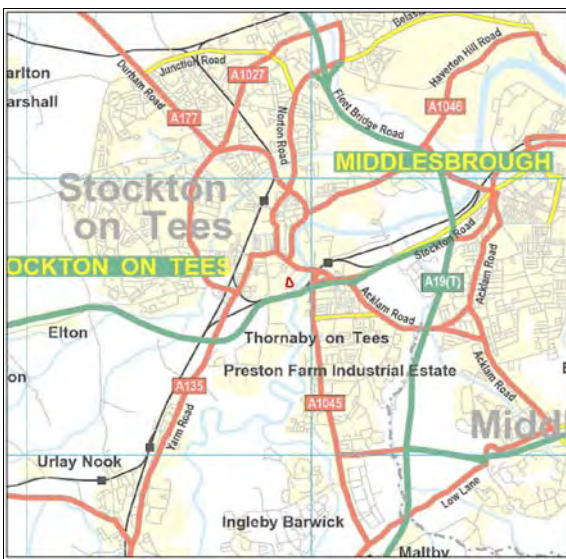 Belas
Junction Road
A1027
Haverton Hill Road
arlton
arshall
Durham Road
A177
Norton Road
Fleet Bridge Road
A1046
MIDDLESBROUGH
Stockton
on Tees
Stockton Road
OCKTON ON TEES
A19(T)
Acklam Road
Acklam Road
Elton
Thornaby on Tees
Preston Farm Industrial Estate
Acklam Road
on
A135
A1045
Middl
Yarm Road
Urlay Nook
Low Lane
Ingleby Barwick
Maltby